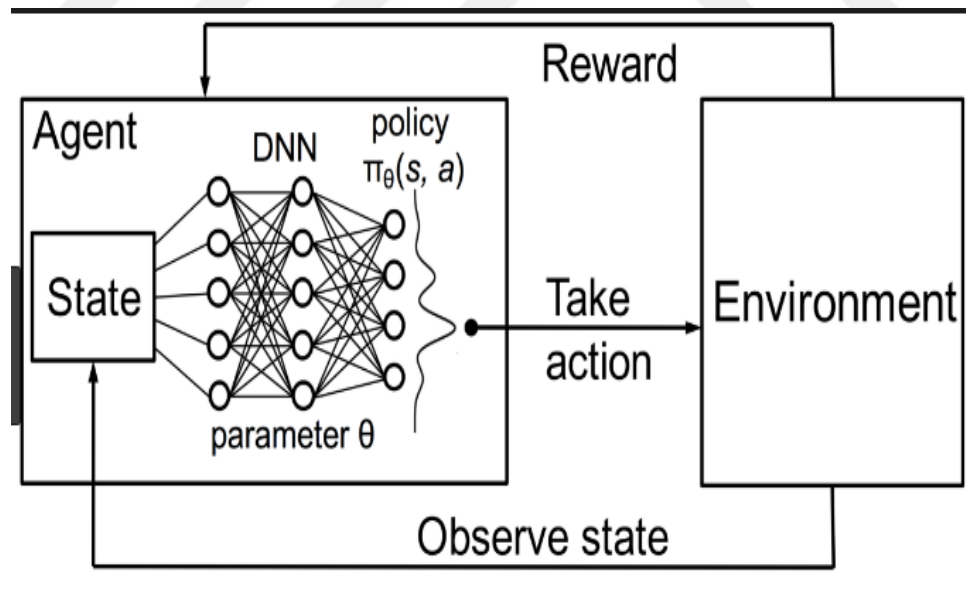 Reward
Agent
policy
DNN
πθ(s, a)
State
Take
action
Environment
parameter θ
Observe state